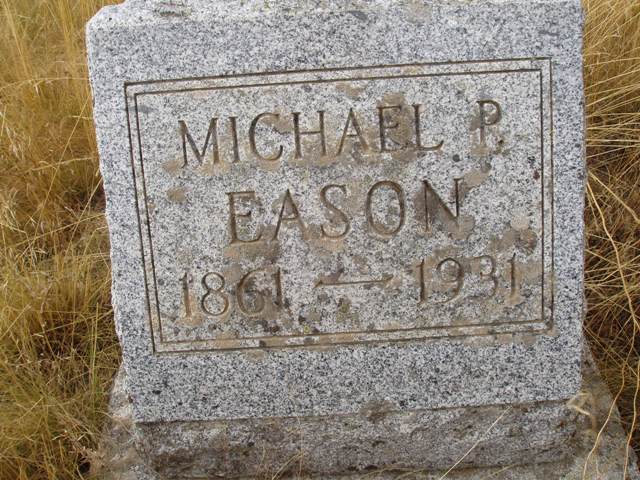 MICHAEL P.
EASON
1861 — 1931